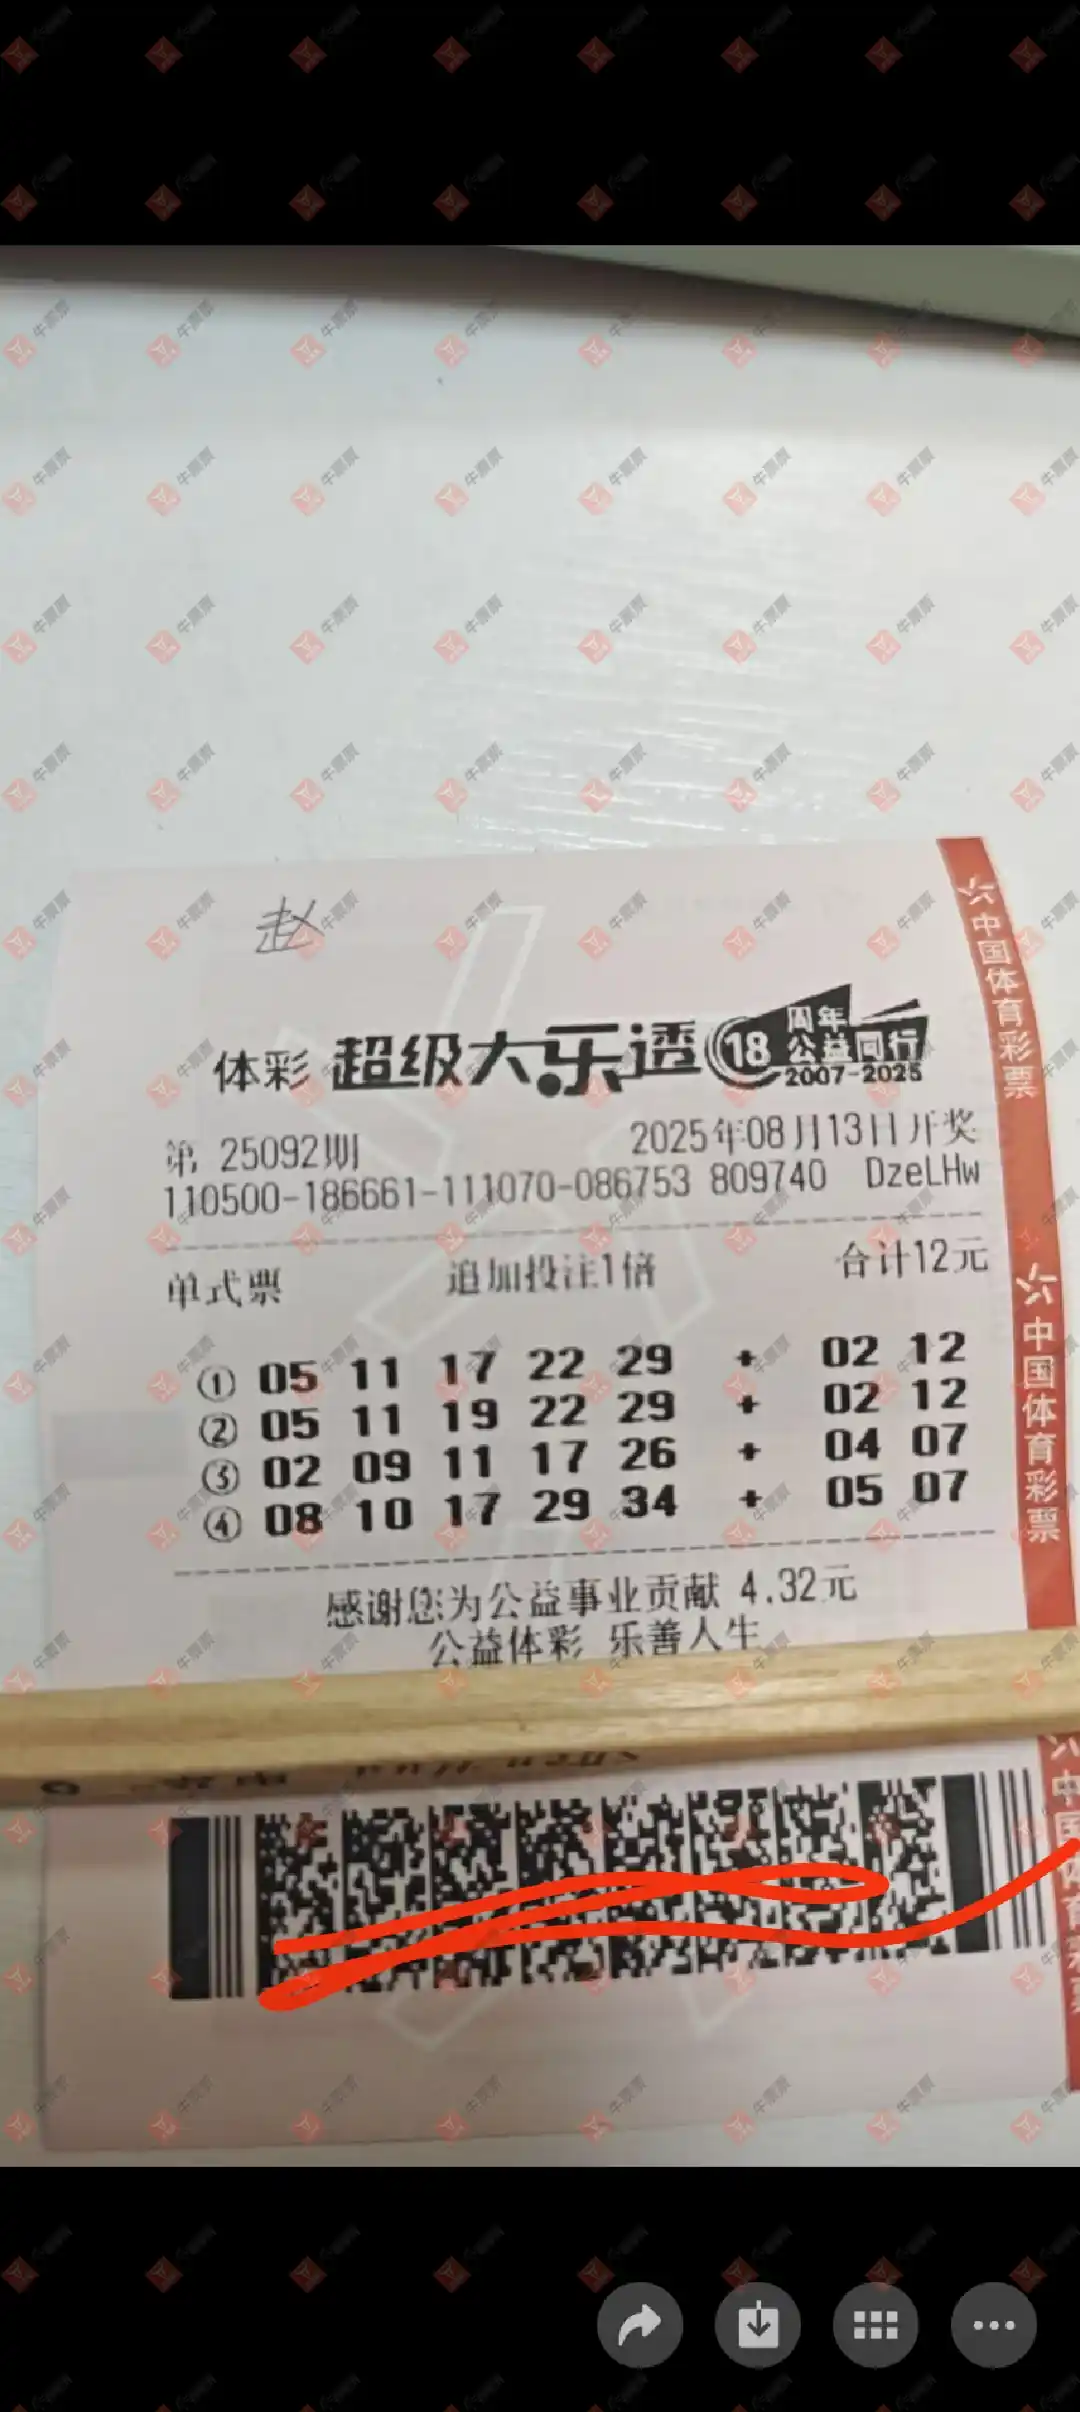 赵
体彩 超级大乐透 18 周年 公益同行 2007-2025
第 25092期 2025年08月13日开奖
110500-186661-111070-086753 809740 DzeLHw
单式票 追加投注1倍 合计12元
① 05 11 17 22 29 + 02 12
② 05 11 19 22 29 + 02 12
③ 02 09 11 17 26 + 04 07
④ 08 10 17 29 34 + 05 07
感谢您为公益事业贡献 4.32元
公益体彩 乐善人生
中国体育彩票
中国体育彩票
牛票票